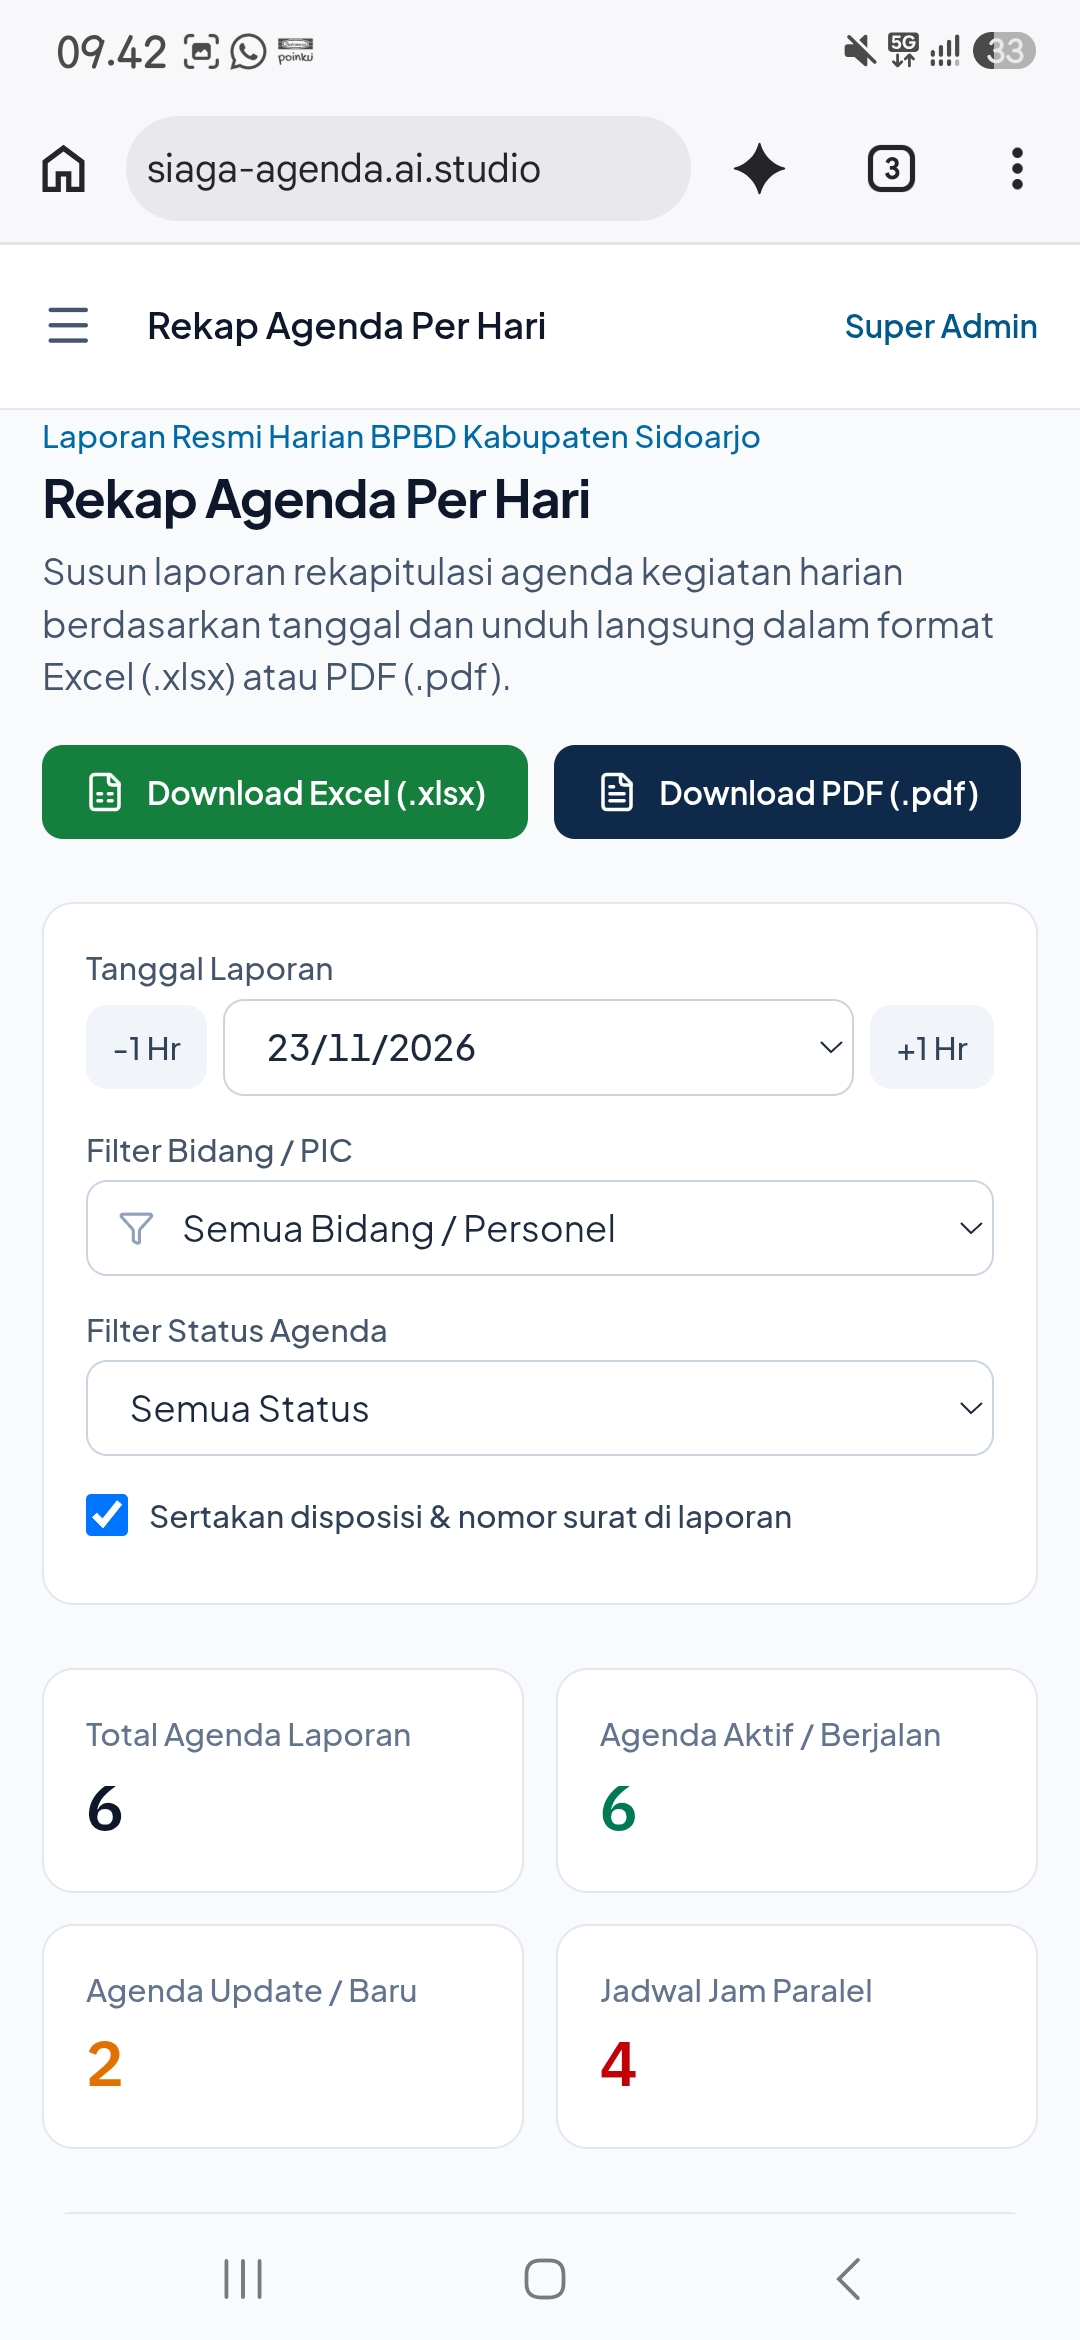 09.42
poinku
5G
33
siaga-agenda.ai.studio
3
Rekap Agenda Per Hari
Super Admin
Laporan Resmi Harian BPBD Kabupaten Sidoarjo
Rekap Agenda Per Hari
Susun laporan rekapitulasi agenda kegiatan harian
berdasarkan tanggal dan unduh langsung dalam format
Excel (.xlsx) atau PDF (.pdf).
Download Excel (.xlsx)
Download PDF (.pdf)
Tanggal Laporan
-1 Hr
23/11/2026
+1 Hr
Filter Bidang / PIC
Semua Bidang / Personel
Filter Status Agenda
Semua Status
Sertakan disposisi & nomor surat di laporan
Total Agenda Laporan
6
Agenda Aktif / Berjalan
6
Agenda Update / Baru
2
Jadwal Jam Paralel
4